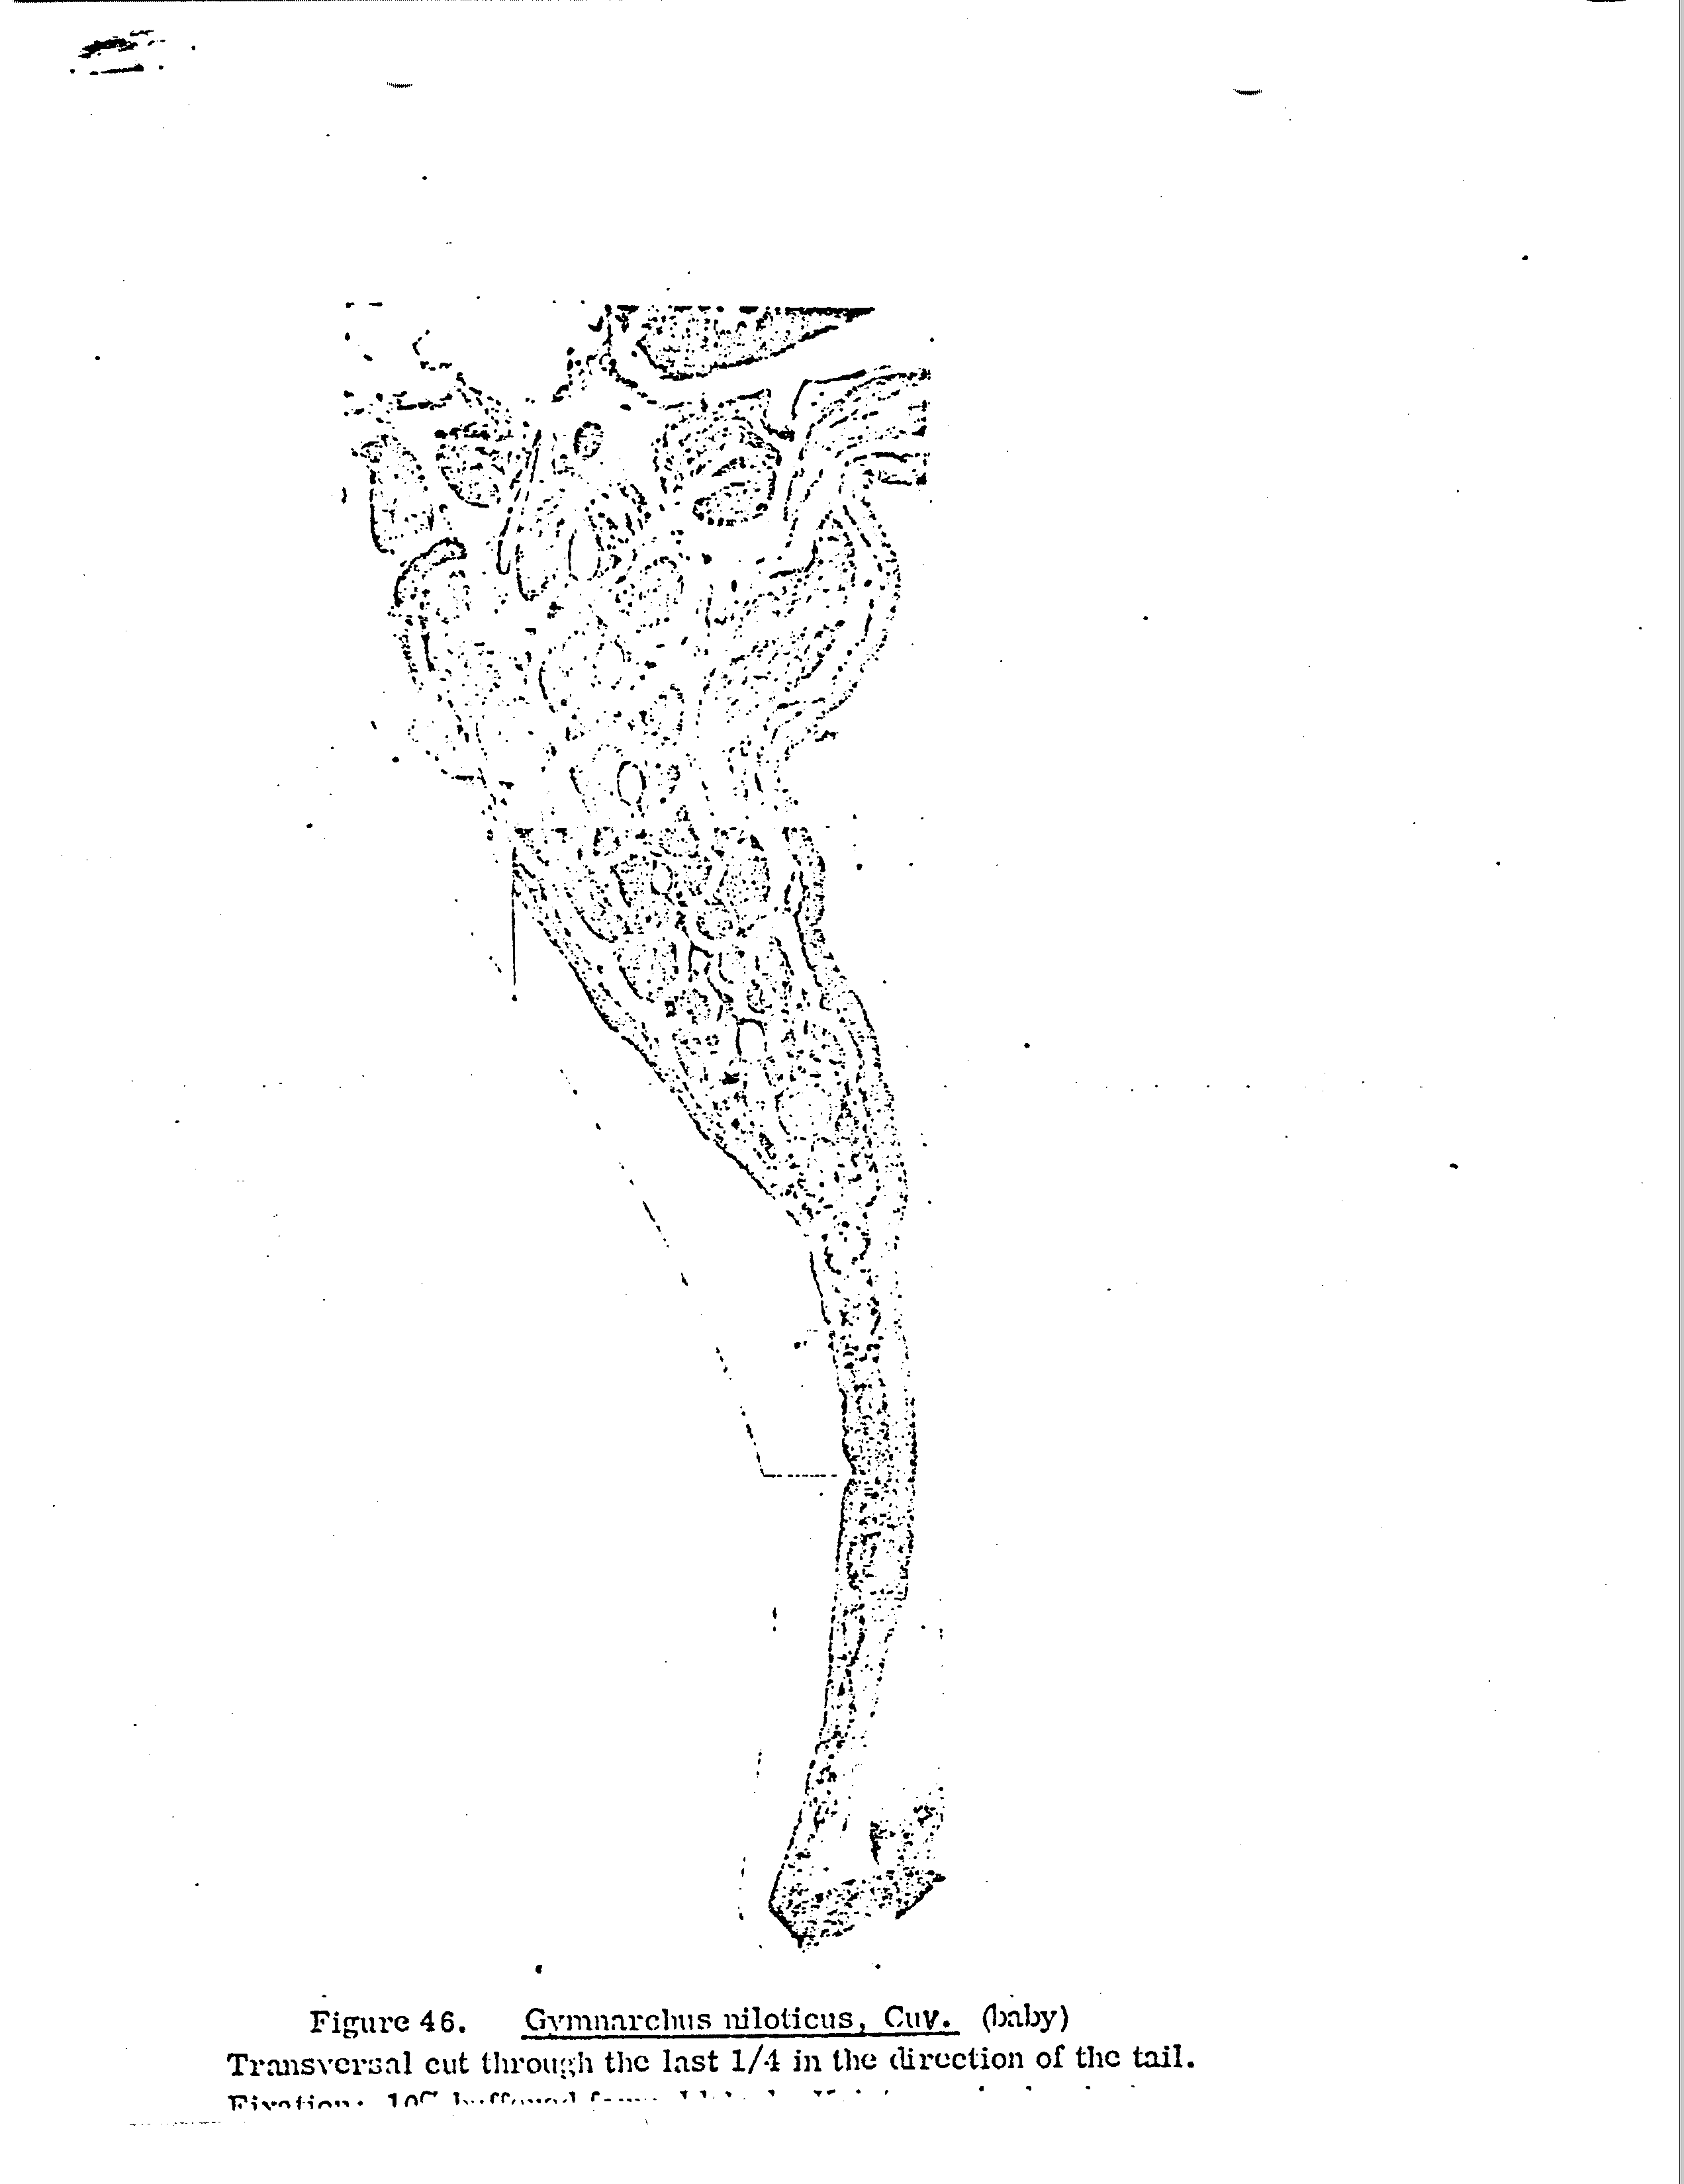 Figure 46. Gymnarchus niloticus, Cuv. (baby)
Transversal cut through the last 1/4 in the direction of the tail.
Fixation: 10% buffered